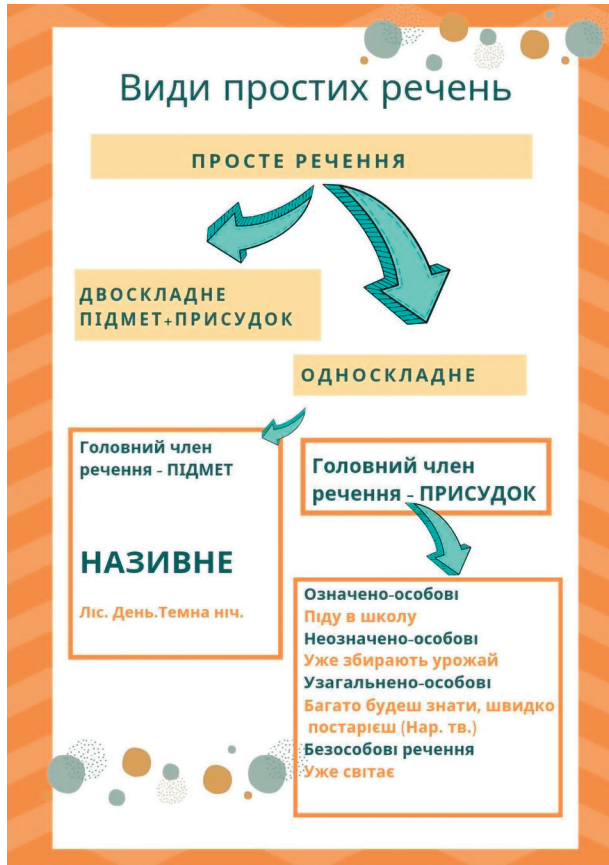 Види простих речень
ПРОСТЕ РЕЧЕННЯ
ДВОСКЛАДНЕ
ПІДМЕТ+ПРИСУДОК
ОДНОСКЛАДНЕ
Головний член
речення - ПІДМЕТ
НАЗИВНЕ
Ліс. День.Темна ніч.
Головний член
речення - ПРИСУДОК
Означено-особові
Піду в школу
Неозначено-особові
Уже збирають урожай
Узагальнено-особові
Багато будеш знати, швидко
постарієш (Нар. тв.)
Безособові речення
Уже світає